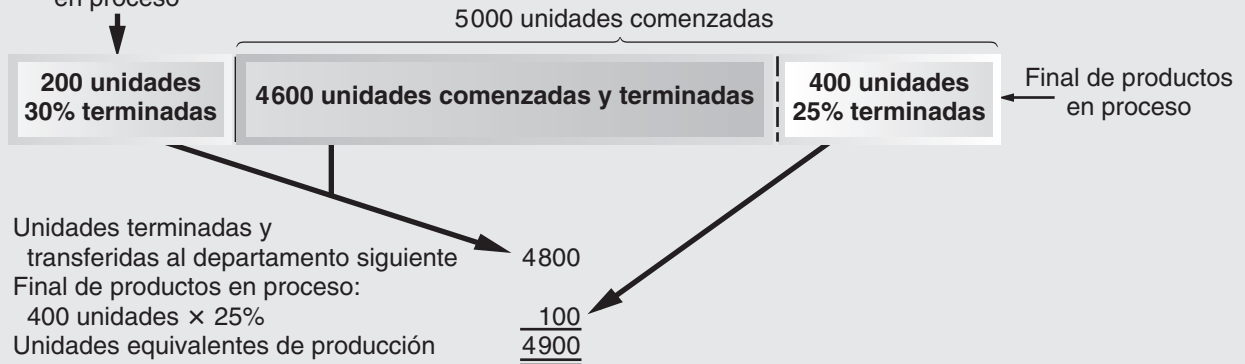 en proceso
5000 unidades comenzadas
200 unidades
30% terminadas
4600 unidades comenzadas y terminadas
400 unidades
25% terminadas
Final de productos
en proceso
Unidades terminadas y
transferidas al departamento siguiente 4800
Final de productos en proceso:
400 unidades × 25% 100
Unidades equivalentes de producción 4900